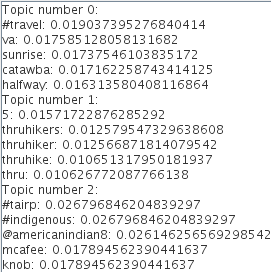 Topic number 0:
#travel: 0.019037395276840414
va: 0.017585128058131682
sunrise: 0.01737546103835172
catawba: 0.017162258743414125
halfway: 0.016313580408116864
Topic number 1:
5: 0.01571722876285292
thruhikers: 0.012579547329638608
thruhiker: 0.012566871814079542
thruhike: 0.010651317950181937
thru: 0.010626772087766138
Topic number 2:
#tairp: 0.026796846204839297
#indigenous: 0.026796846204839297
@americanindian8: 0.026146256569298542
mcafee: 0.017894562390441637
knob: 0.017894562390441637